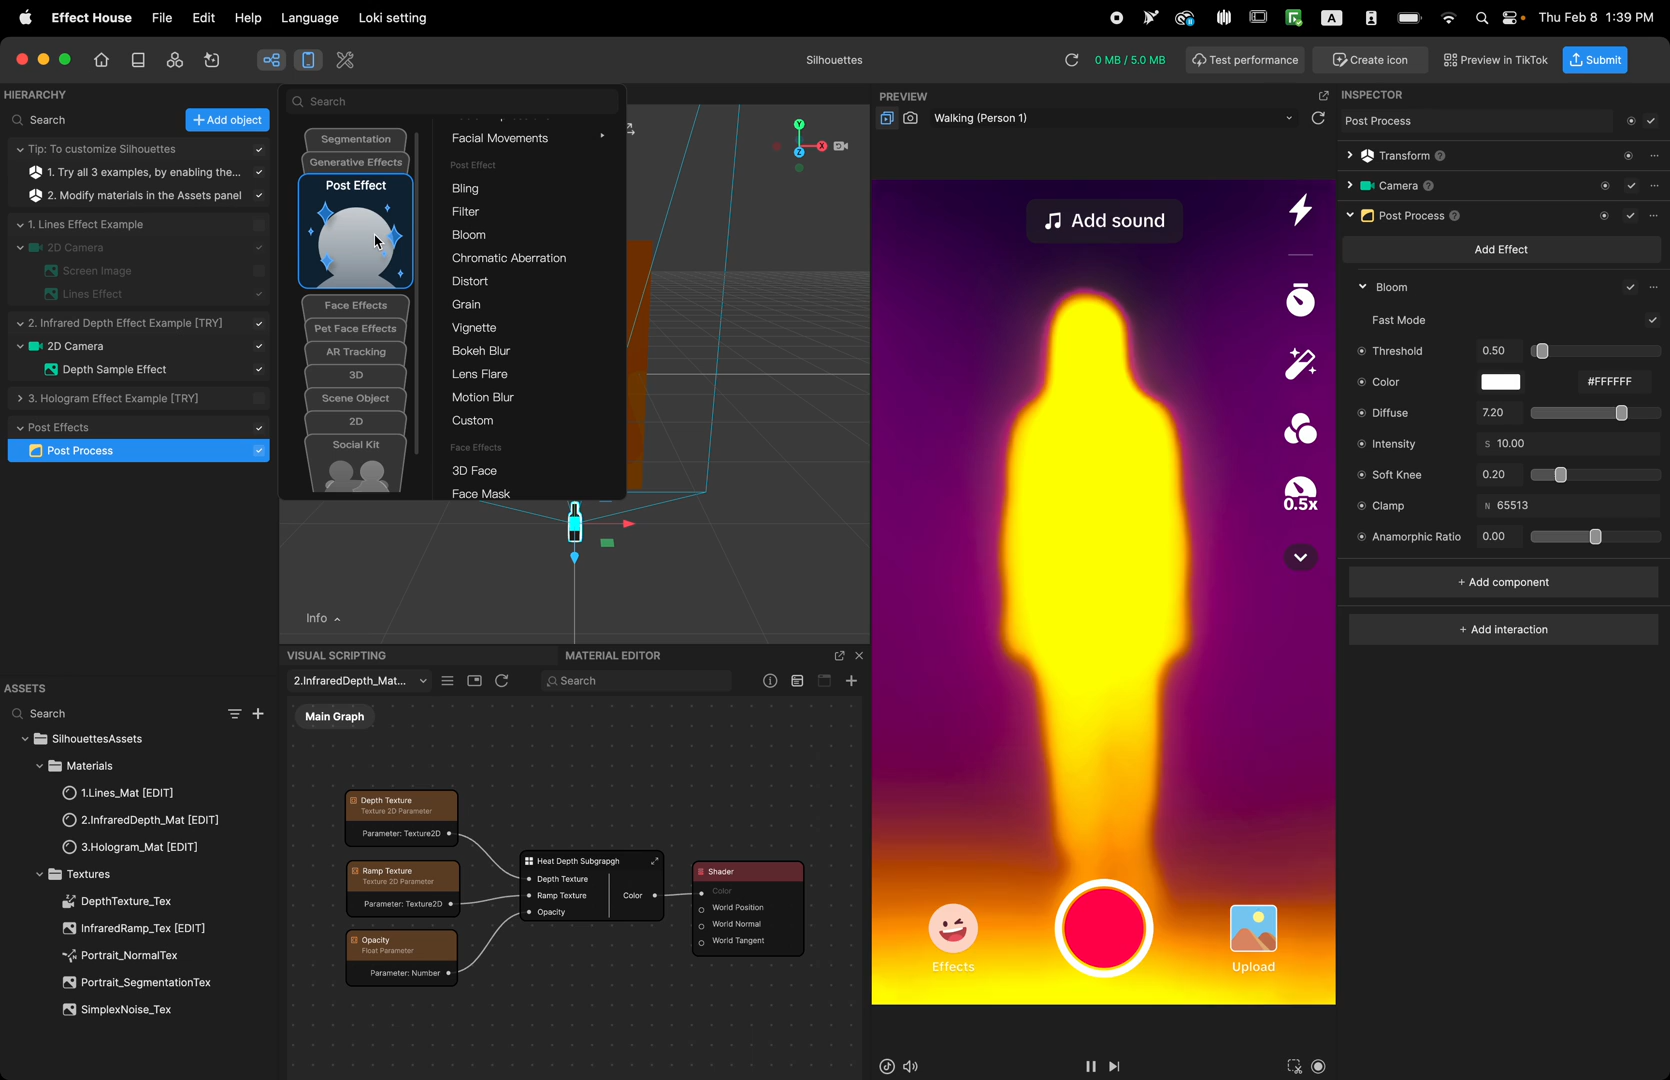 Effect House File Edit Help Language Loki setting
A
Thu Feb 8 1:39 PM
Silhouettes
0 MB / 5.0 MB
Test performance
Create icon
Preview in TikTok
Submit
HIERARCHY
Search
+Add object
Tip: To customize Silhouettes
1. Try all 3 examples, by enabling the...
2. Modify materials in the Assets panel
1. Lines Effect Example
2D Camera
Screen Image
Lines Effect
2. Infrared Depth Effect Example [TRY]
2D Camera
Depth Sample Effect
3. Hologram Effect Example [TRY]
Post Effects
Post Process
Search
Segmentation
Generative Effects
Post Effect
Face Effects
Pet Face Effects
AR Tracking
3D
Scene Object
2D
Social Kit
Facial Movements
Post Effect
Bling
Filter
Bloom
Chromatic Aberration
Distort
Grain
Vignette
Bokeh Blur
Lens Flare
Motion Blur
Custom
Face Effects
3D Face
Face Mask
Y
X
Z
Info
ASSETS
Search
SilhouettesAssets
Materials
1.Lines_Mat [EDIT]
2.InfraredDepth_Mat [EDIT]
3.Hologram_Mat [EDIT]
Textures
DepthTexture_Tex
InfraredRamp_Tex [EDIT]
Portrait_NormalTex
Portrait_SegmentationTex
SimplexNoise_Tex
VISUAL SCRIPTING
MATERIAL EDITOR
2.InfraredDepth_Mat...
Search
Main Graph
Depth Texture
Texture 2D Parameter
Parameter: Texture2D
Ramp Texture
Texture 2D Parameter
Parameter: Texture2D
Opacity
Float Parameter
Parameter: Number
Heat Depth Subgrapgh
Depth Texture
Ramp Texture
Color
Opacity
Shader
Color
World Position
World Normal
World Tangent
PREVIEW
Walking (Person 1)
Add sound
0.5x
Effects
Upload
INSPECTOR
Post Process
Transform
Camera
Post Process
Add Effect
Bloom
Fast Mode
Threshold 0.50
Color #FFFFFF
Diffuse 7.20
Intensity S 10.00
Soft Knee 0.20
Clamp N 65513
Anamorphic Ratio 0.00
+ Add component
+ Add interaction